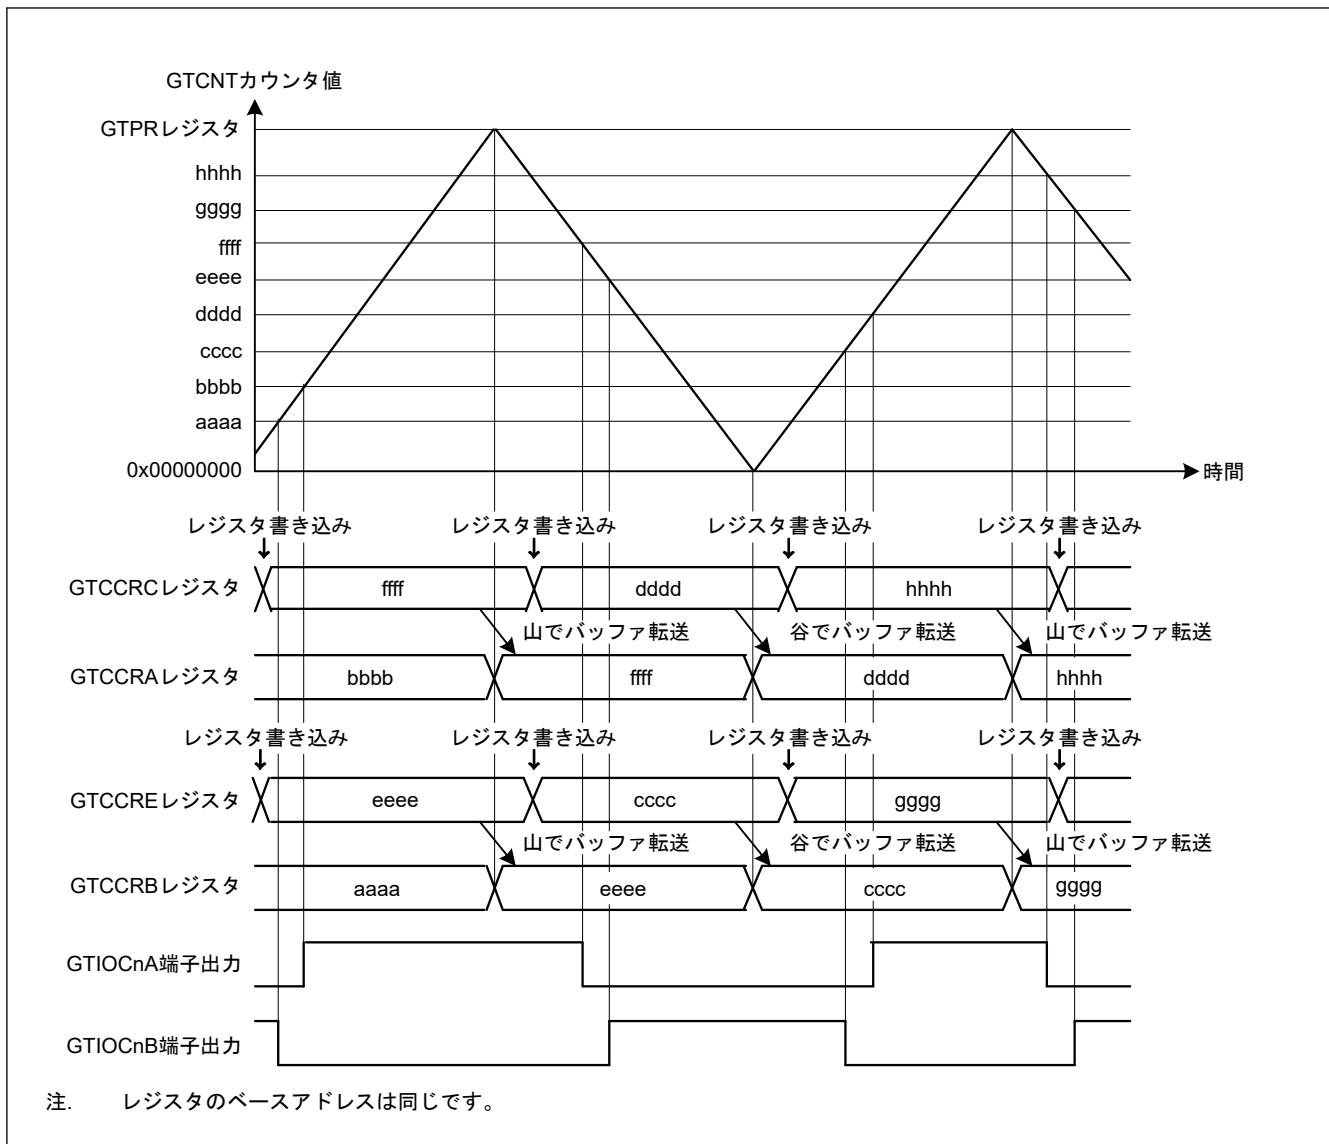 GTCNTカウンタ値
GTPRレジスタ
hhhh
gggg
ffff
eeee
dddd
cccc
bbbb
aaaa
0x00000000
時間
レジスタ書き込み レジスタ書き込み レジスタ書き込み レジスタ書き込み
GTCCRCレジスタ ffff dddd hhhh
山でバッファ転送 谷でバッファ転送 山でバッファ転送
GTCCRAレジスタ bbbb ffff dddd hhhh
レジスタ書き込み レジスタ書き込み レジスタ書き込み レジスタ書き込み
GTCCREレジスタ eeee cccc gggg
山でバッファ転送 谷でバッファ転送 山でバッファ転送
GTCCRBレジスタ aaaa eeee cccc gggg
GTIOCnA端子出力
GTIOCnB端子出力
注. レジスタのベースアドレスは同じです。